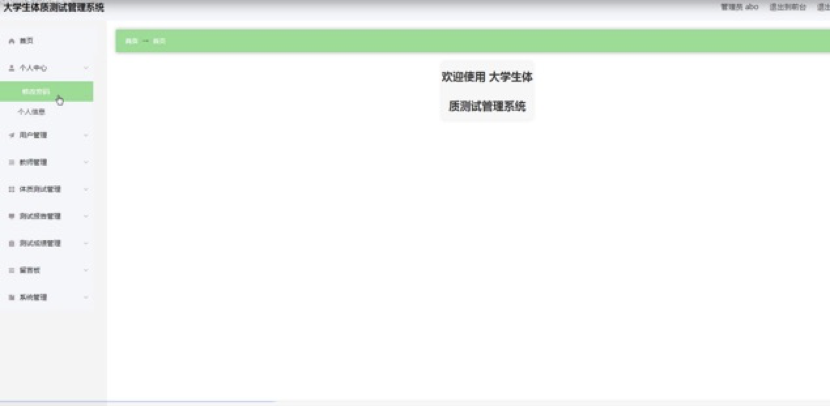 大学生体质测试管理系统
管理员 abo 退出到前台 退出
首页
首页 首页
个人中心
修改密码
个人信息
用户管理
教师管理
体质测试管理
测试报告管理
测试成绩管理
留言板
系统管理
欢迎使用 大学生体
质测试管理系统